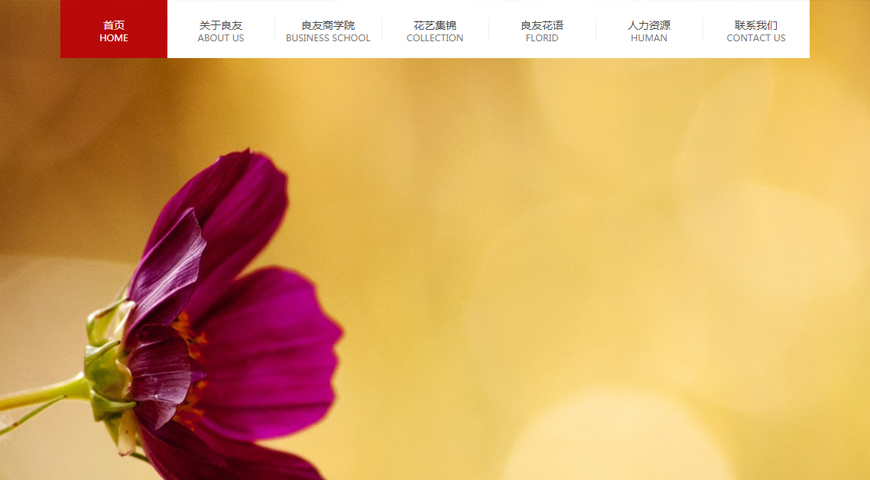 首页
HOME
关于良友
ABOUT US
良友商学院
BUSINESS SCHOOL
花艺集锦
COLLECTION
良友花语
FLORID
人力资源
HUMAN
联系我们
CONTACT US